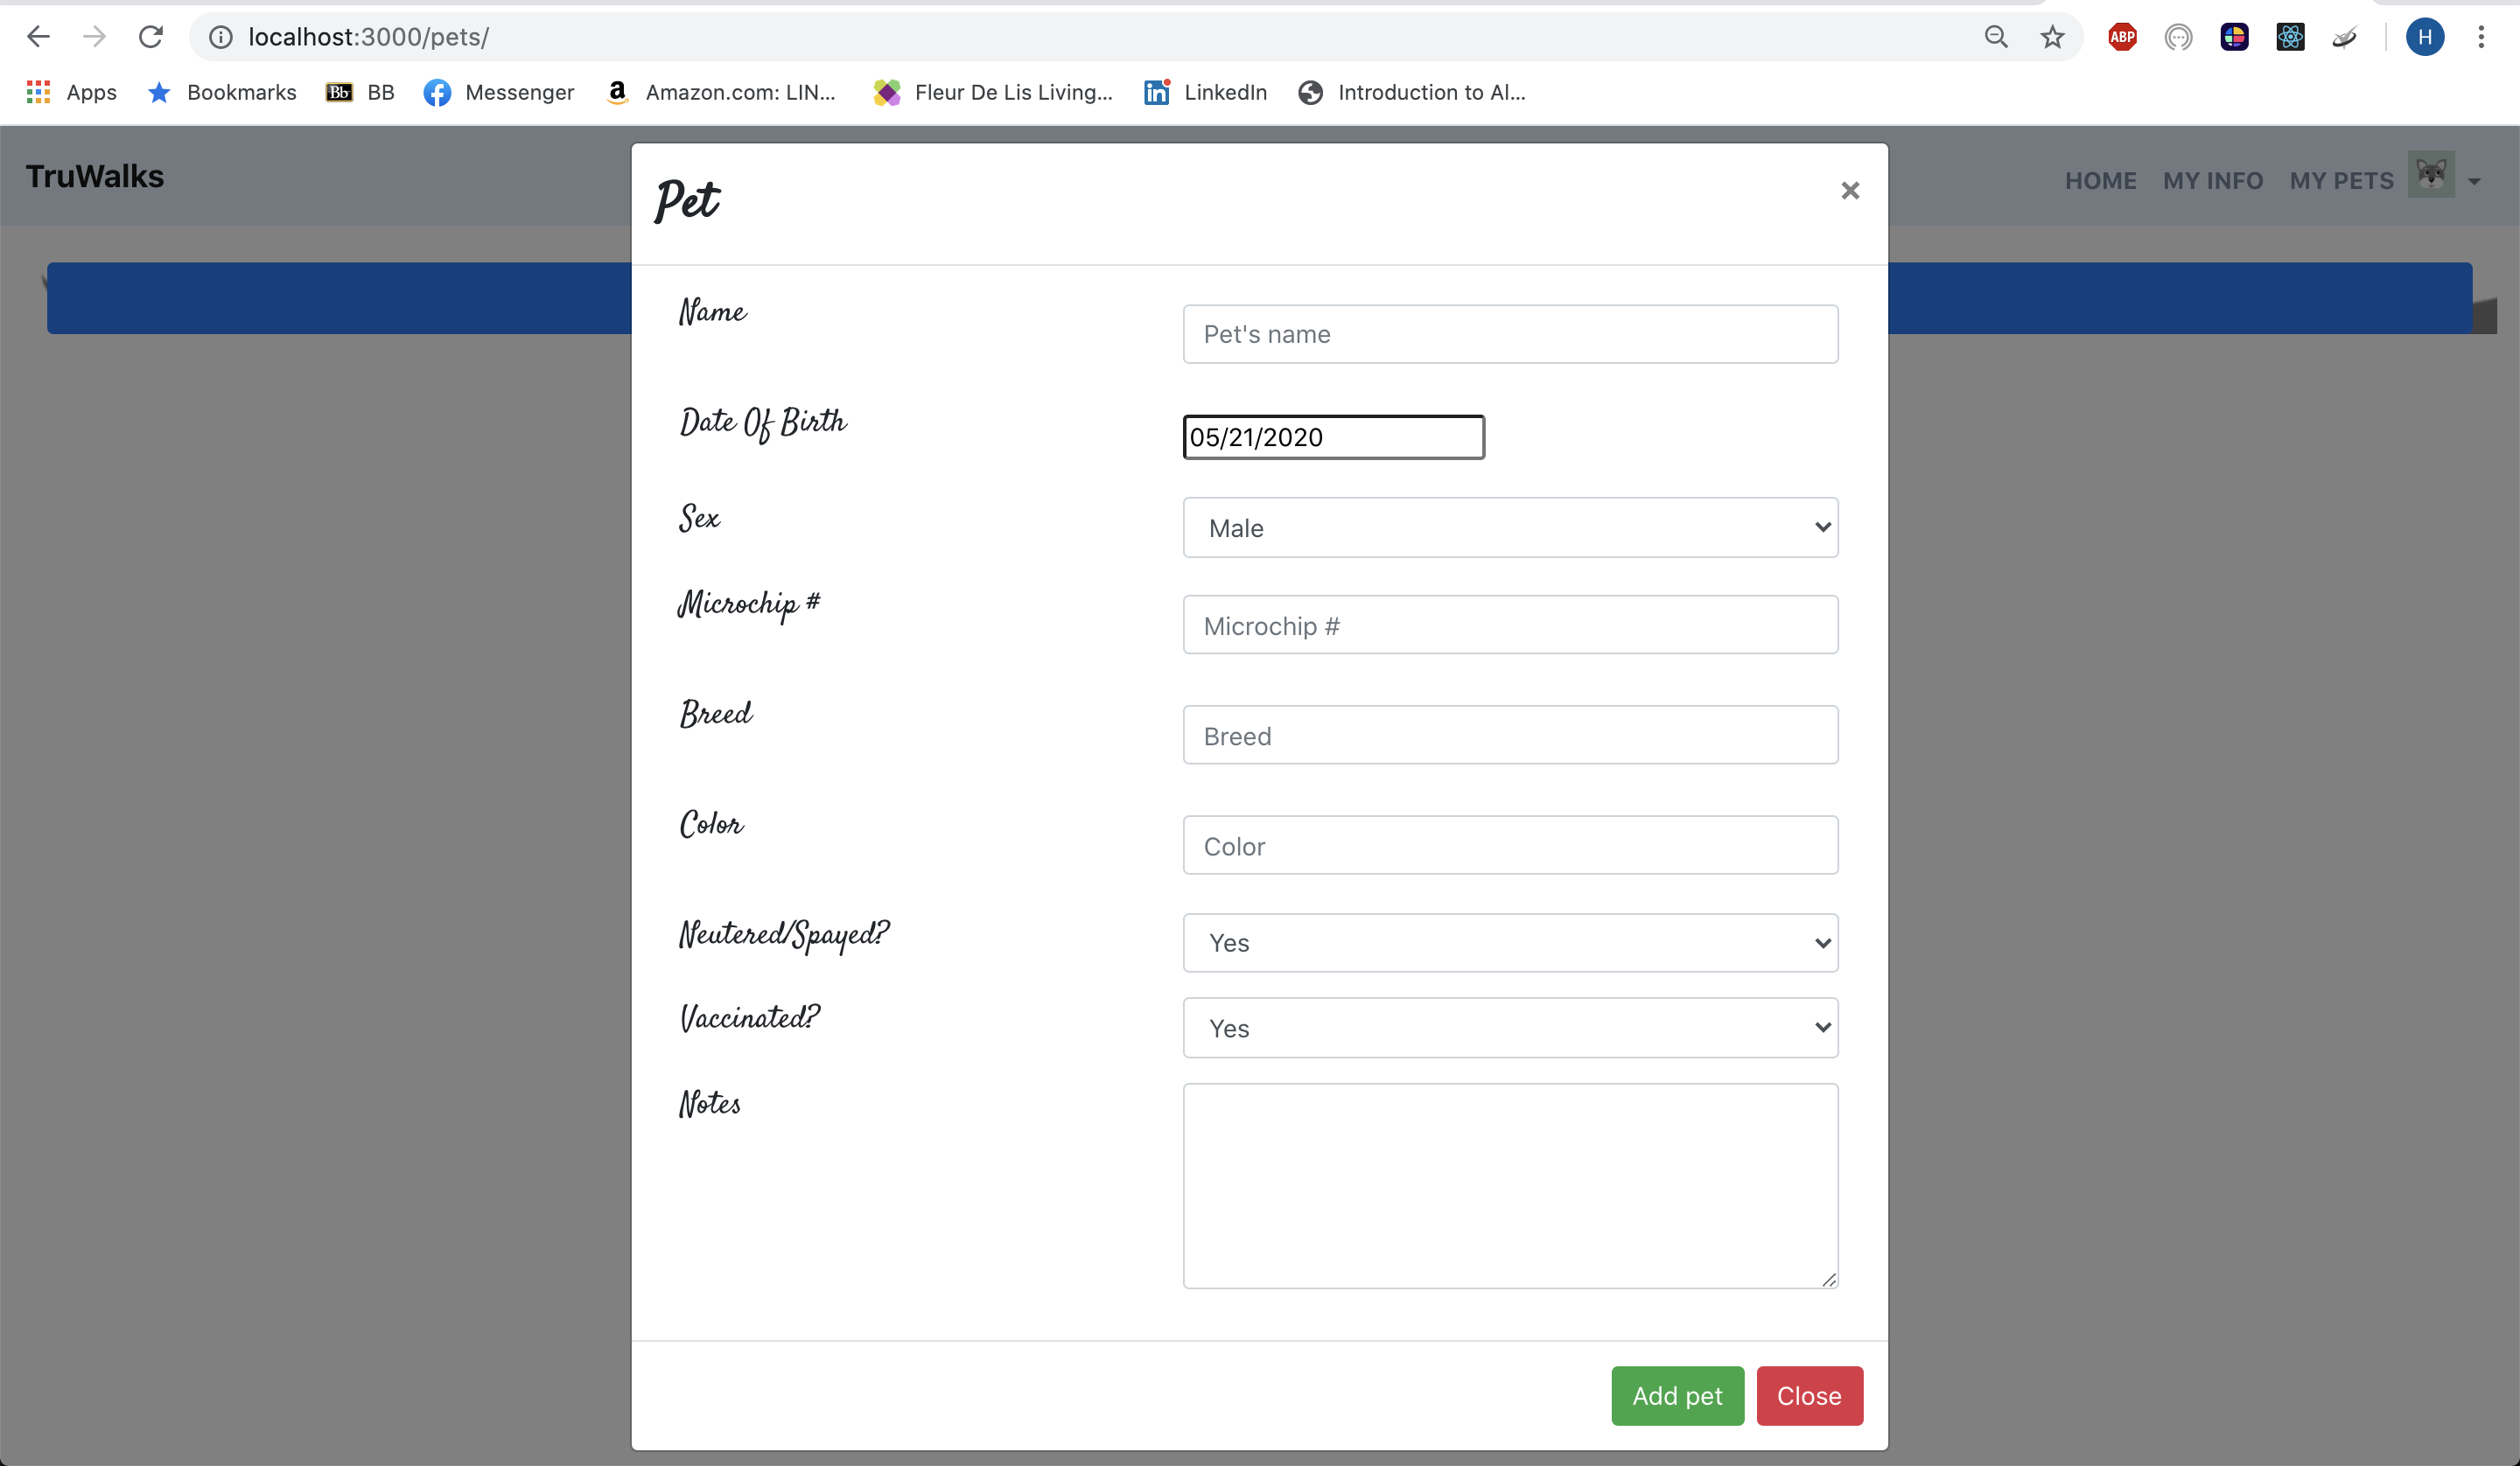 localhost:3000/pets/
ABP
H
Apps Bookmarks Bb BB Messenger Amazon.com: LIN... Fleur De Lis Living... LinkedIn Introduction to Al...
TruWalks
HOME MY INFO MY PETS
Pet ×
Name Pet's name
Date Of Birth 05/21/2020
Sex Male
Microchip # Microchip #
Breed Breed
Color Color
Neutered/Spayed? Yes
Vaccinated? Yes
Notes
Add pet Close